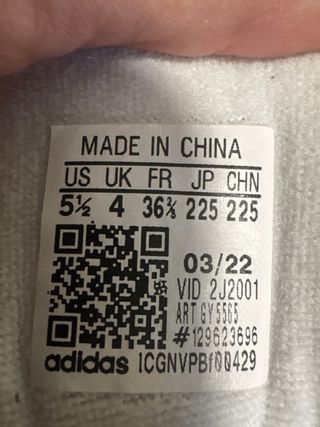 MADE IN CHINA
US UK FR JP CHN
5½ 4 36⅔ 225 225
03/22
VID 2J2001
ART GY5565
#129623696
adidas ICGNVPBf00429